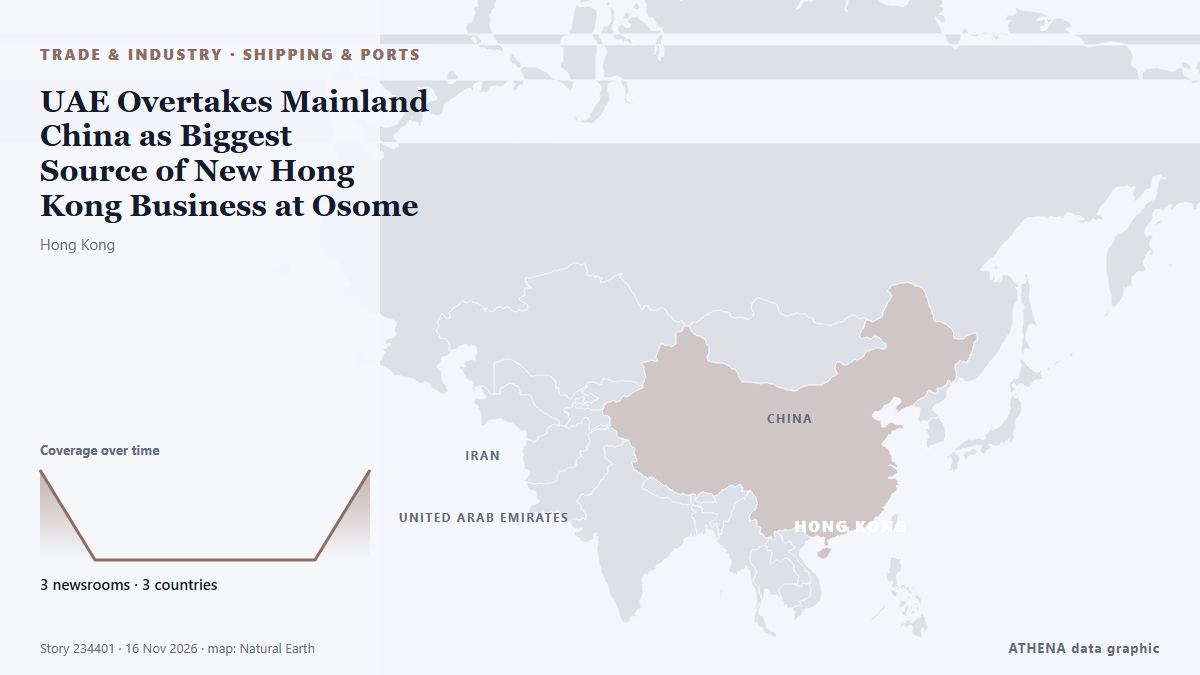 TRADE & INDUSTRY · SHIPPING & PORTS
UAE Overtakes Mainland
China as Biggest
Source of New Hong
Kong Business at Osome
Hong Kong
CHINA
IRAN
UNITED ARAB EMIRATES
HONG KONG
Coverage over time
3 newsrooms · 3 countries
Story 234401 · 16 Nov 2026 · map: Natural Earth
ATHENA data graphic